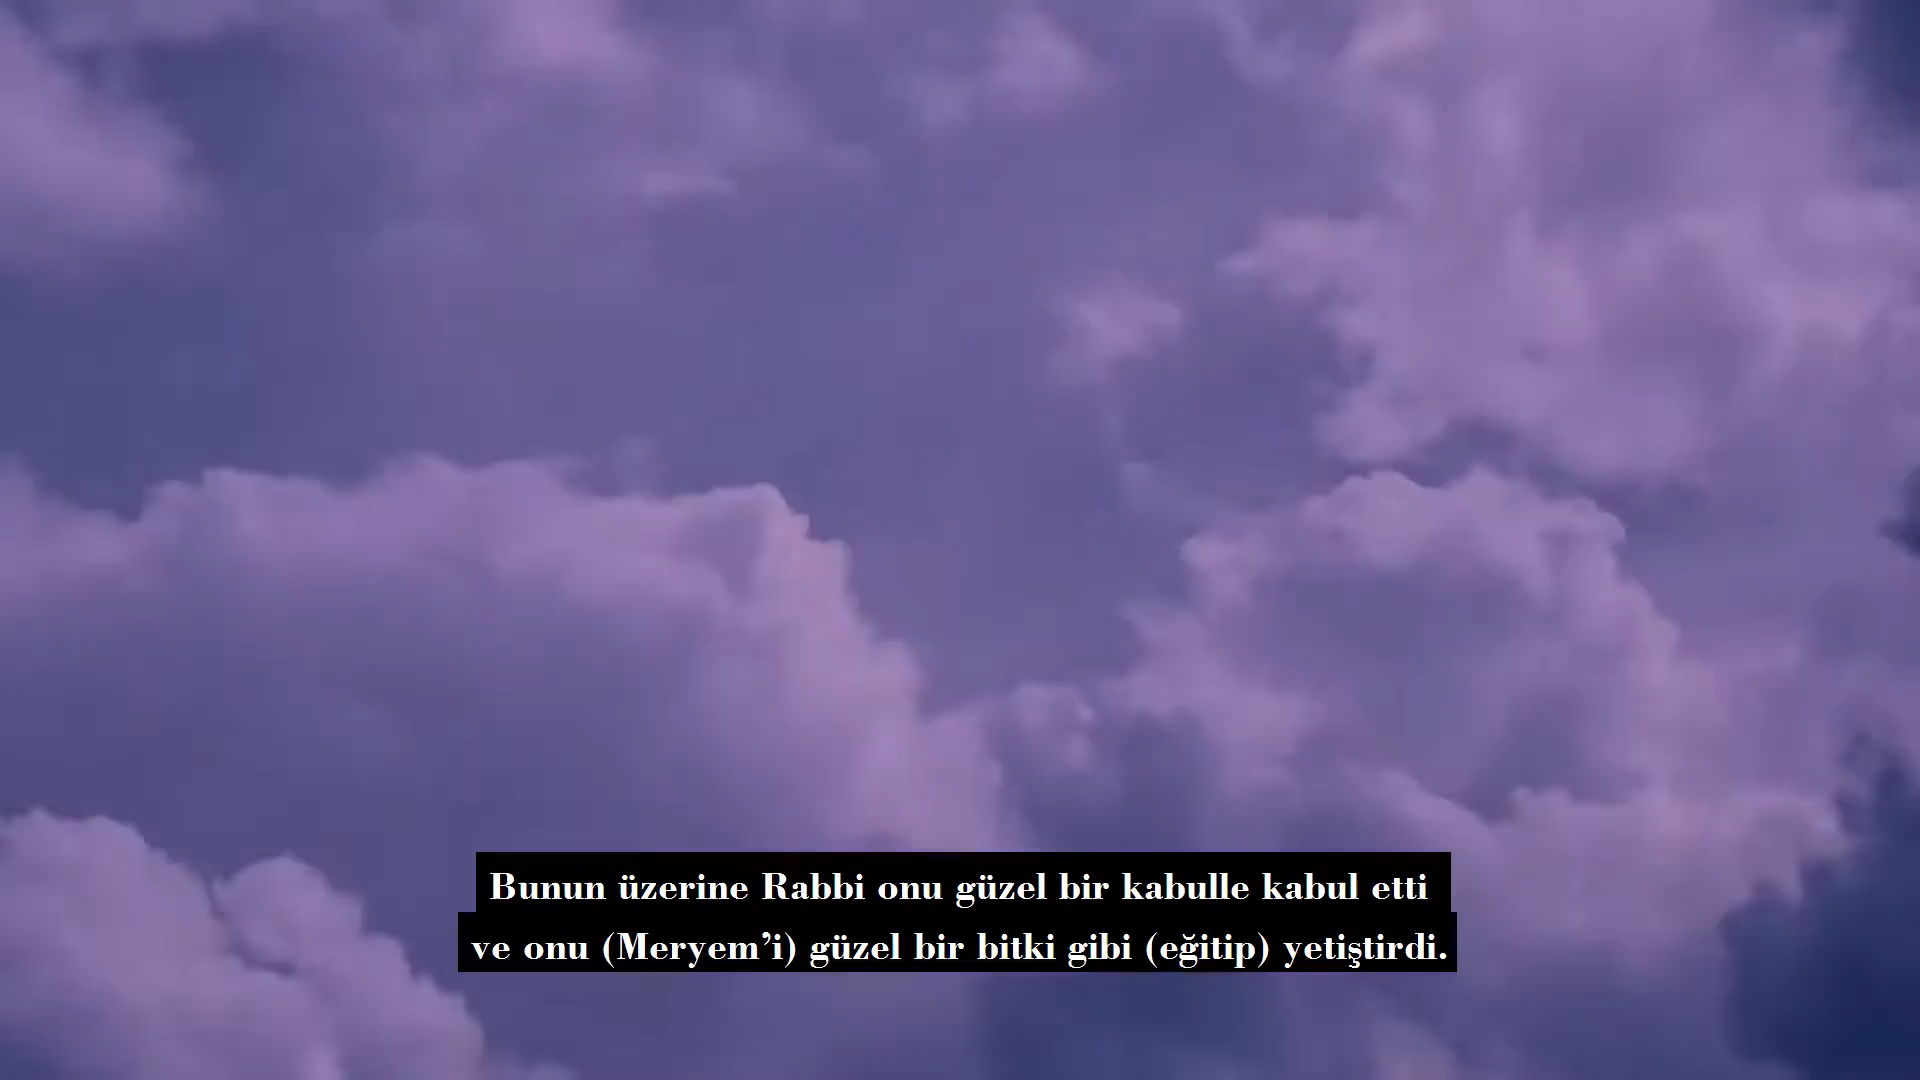 Bunun üzerine Rabbi onu güzel bir kabulle kabul etti
ve onu (Meryem’i) güzel bir bitki gibi (eğitip) yetiştirdi.